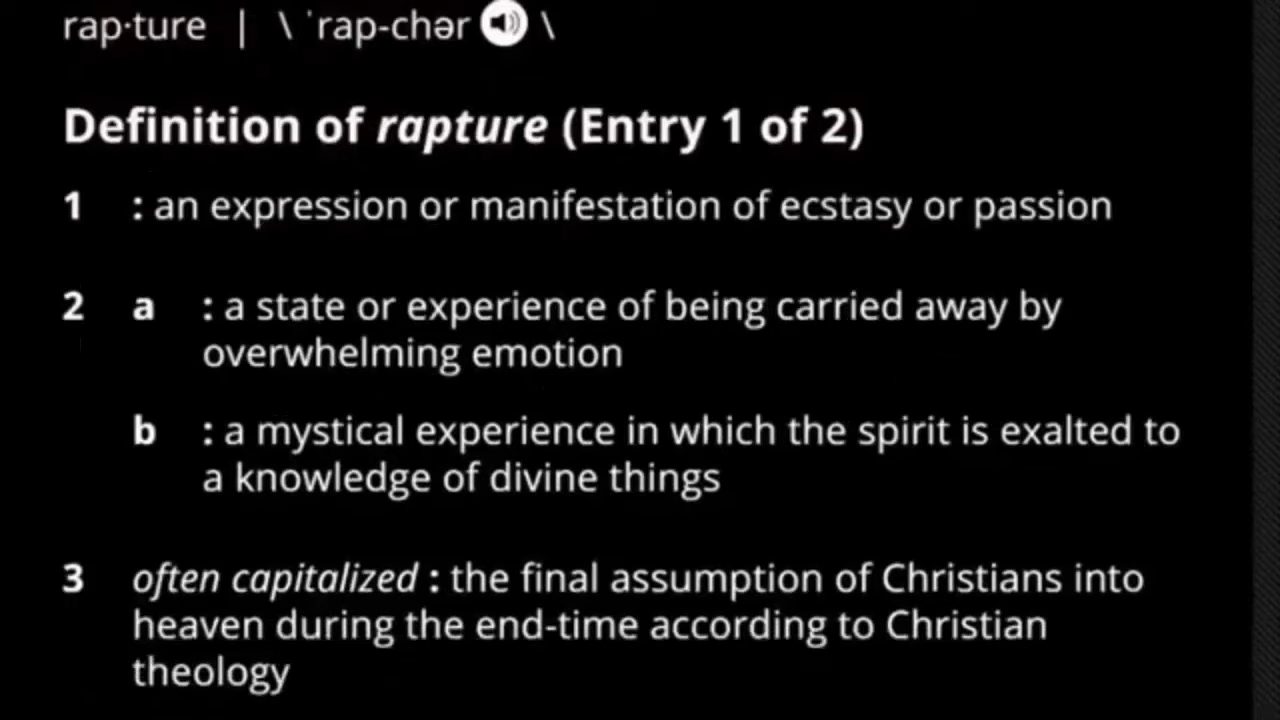 rap·ture | \ ˈrap-chər \
Definition of rapture (Entry 1 of 2)
1 : an expression or manifestation of ecstasy or passion
2 a : a state or experience of being carried away by
overwhelming emotion
b : a mystical experience in which the spirit is exalted to
a knowledge of divine things
3 often capitalized : the final assumption of Christians into
heaven during the end-time according to Christian
theology